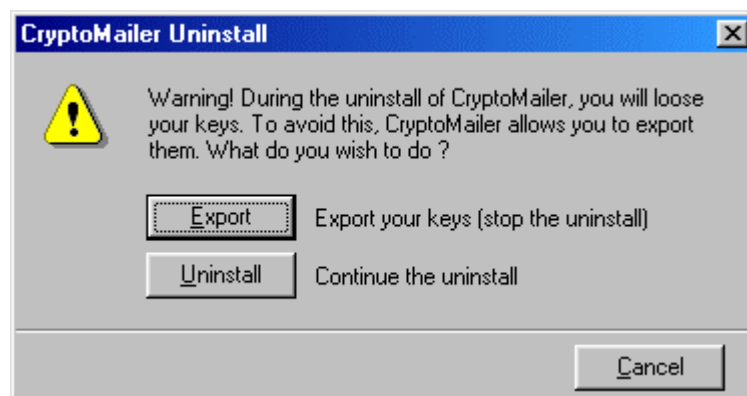 CryptoMailer Uninstall
Warning! During the uninstall of CryptoMailer, you will loose
your keys. To avoid this, CryptoMailer allows you to export
them. What do you wish to do ?
Export Export your keys (stop the uninstall)
Uninstall Continue the uninstall
Cancel